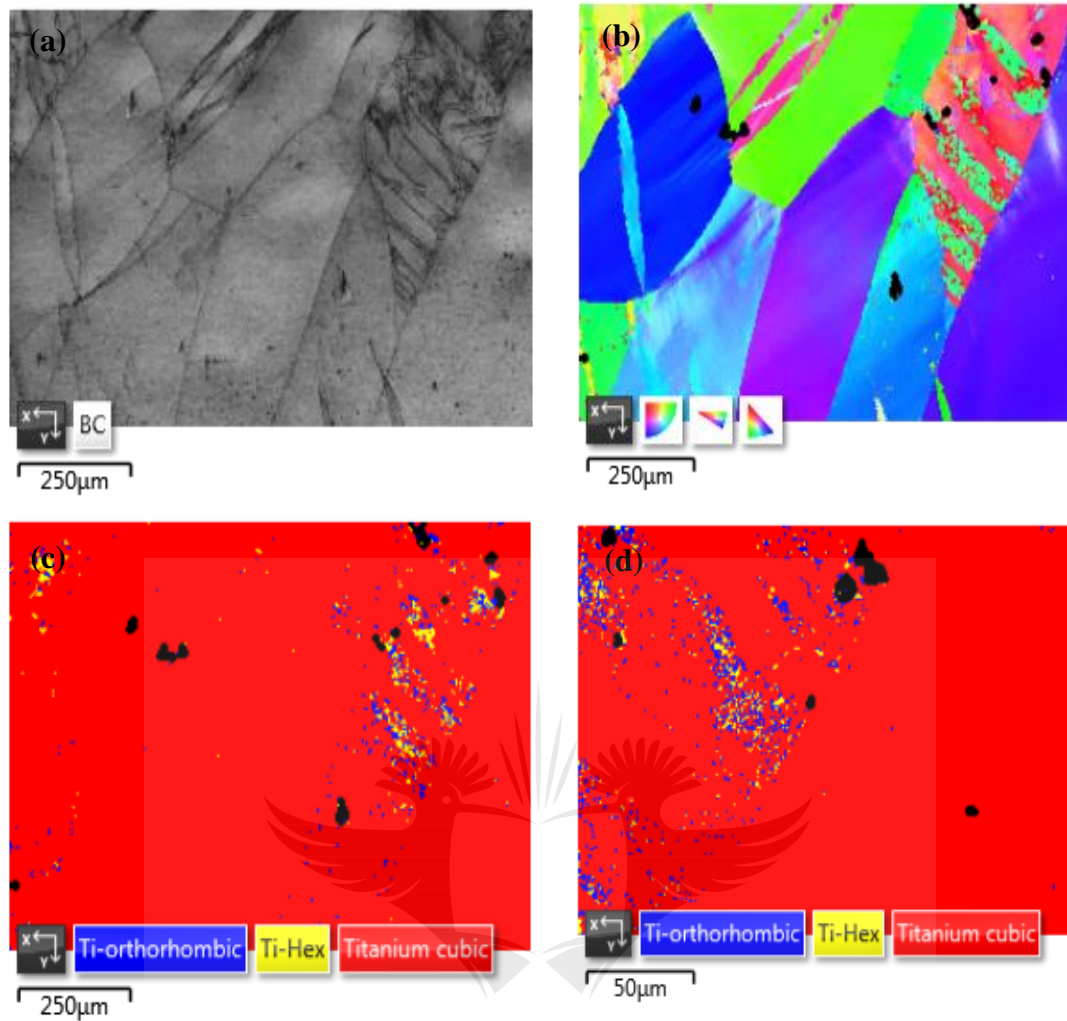 (a)
(b)
X
Y
BC
250µm
X
Y
250µm
(c)
(d)
X
Y
Ti-orthorhombic
Ti-Hex
Titanium cubic
250µm
X
Y
Ti-orthorhombic
Ti-Hex
Titanium cubic
50µm